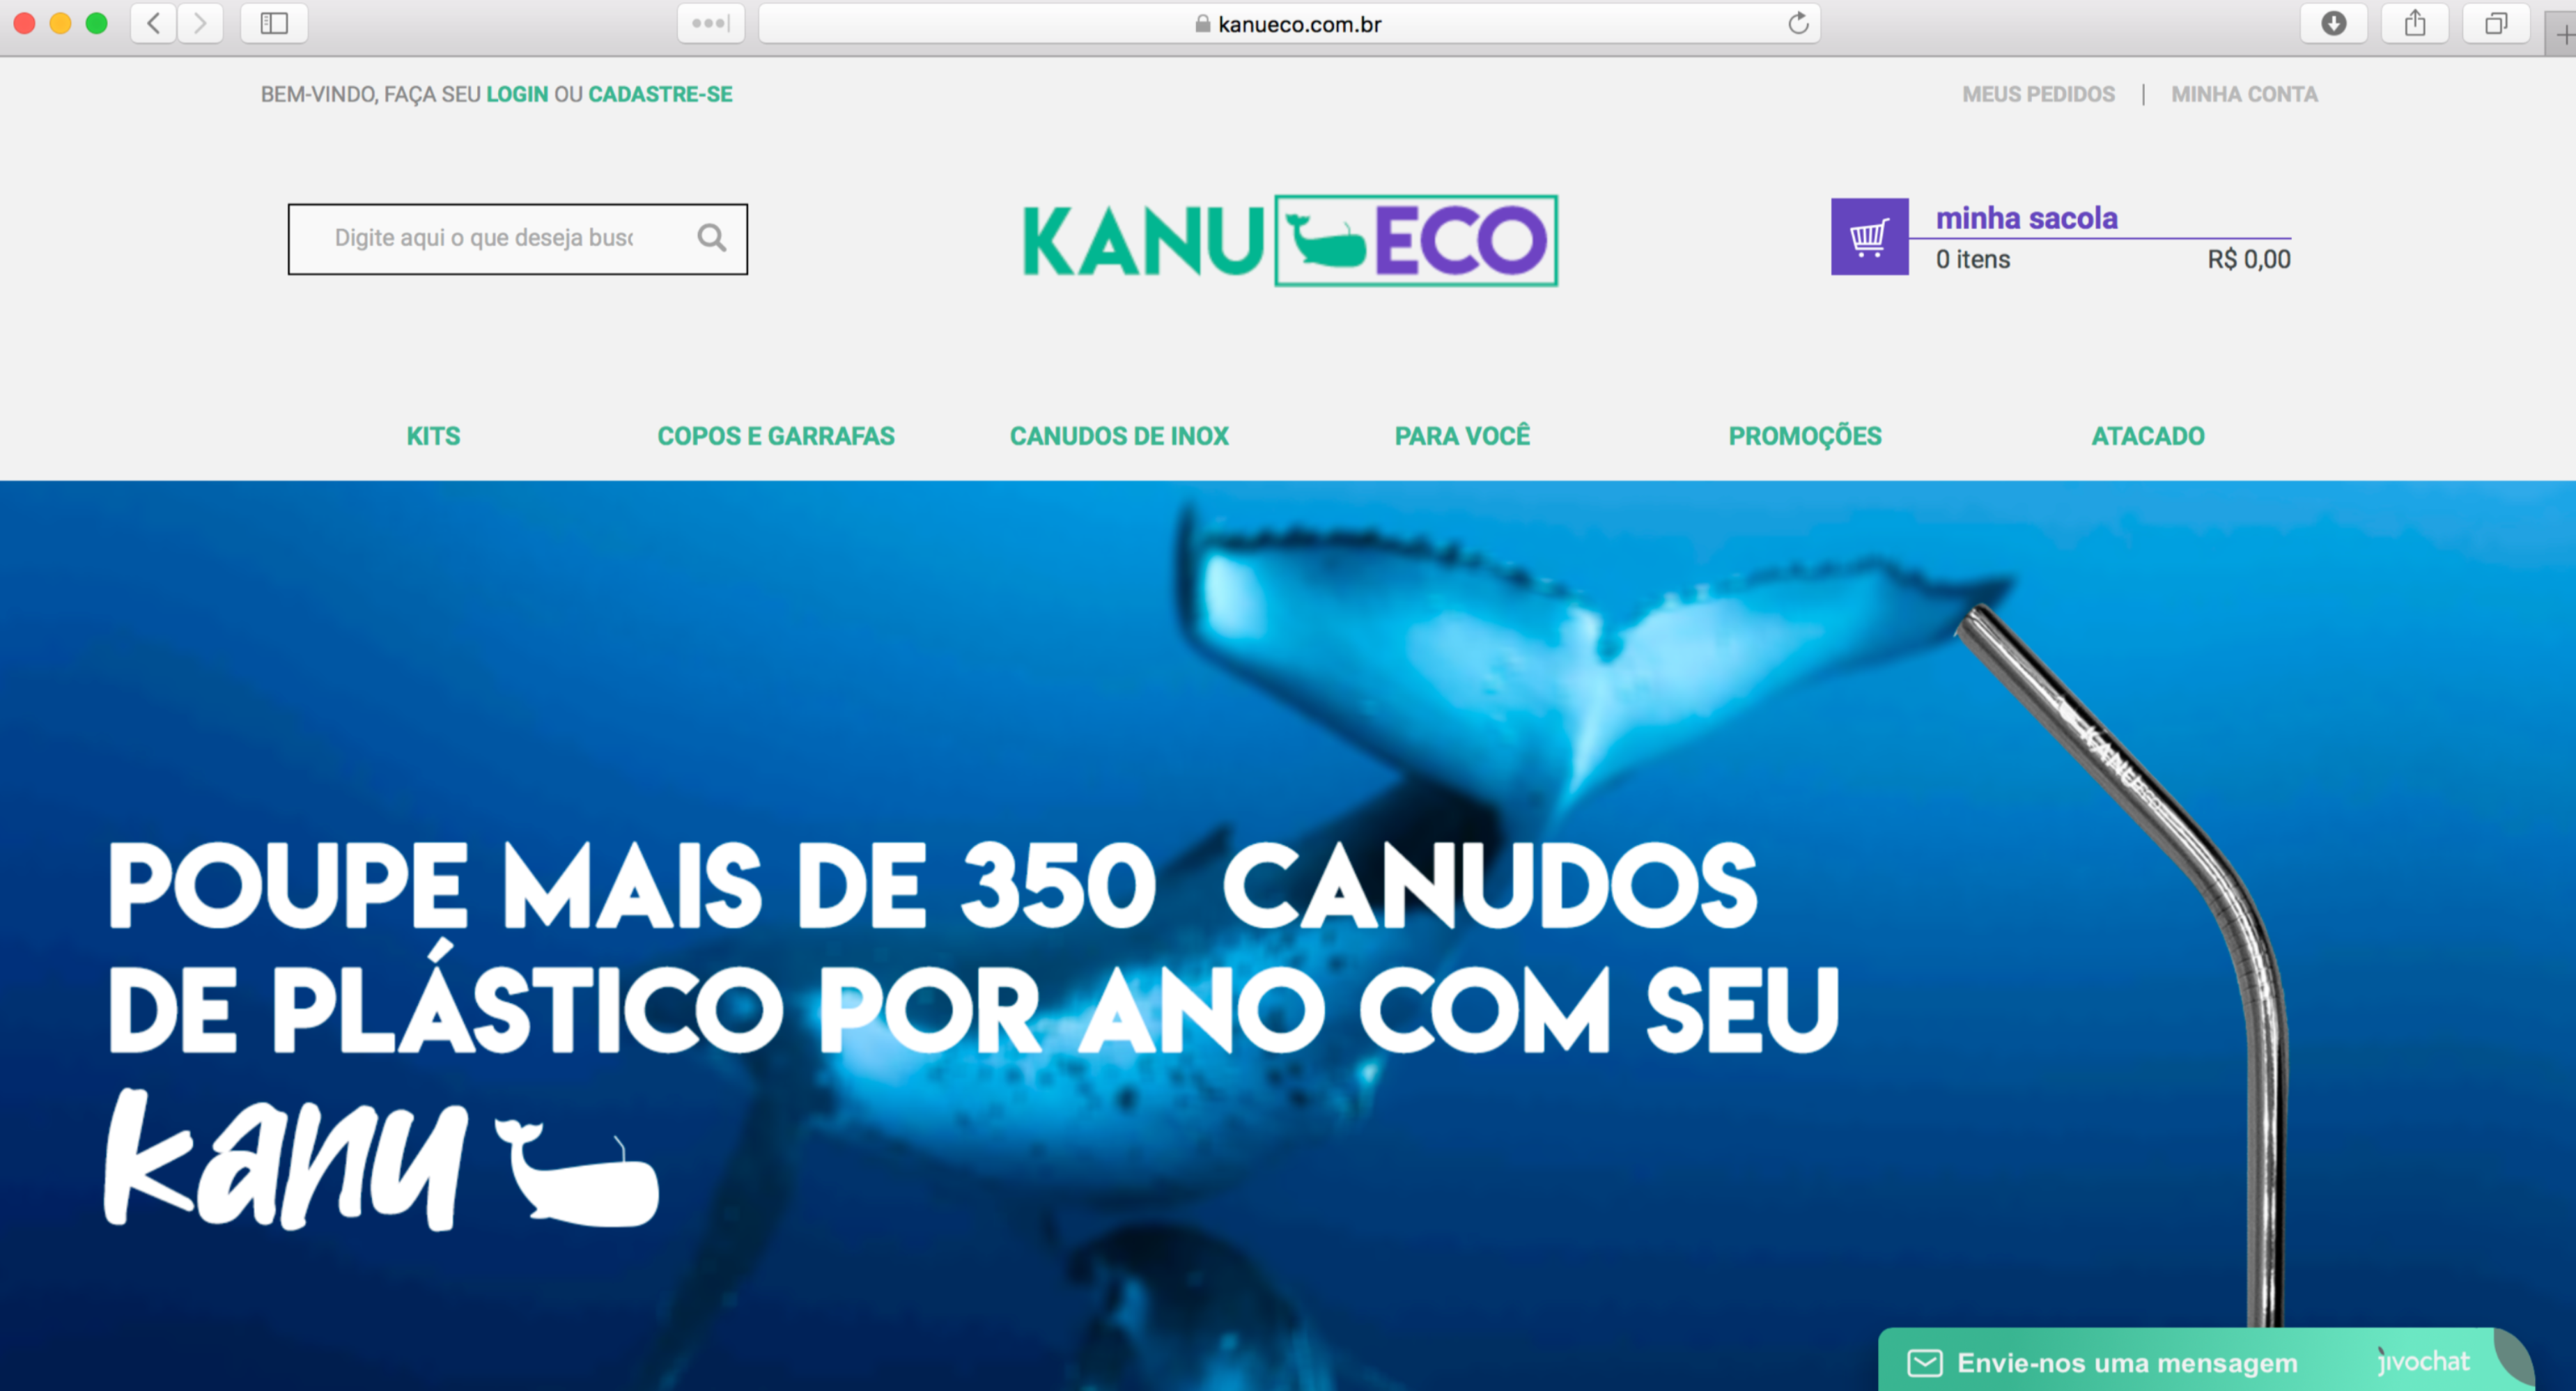 kanueco.com.br
BEM-VINDO, FAÇA SEU LOGIN OU CADASTRE-SE
MEUS PEDIDOS | MINHA CONTA
Digite aqui o que deseja busc
KANU ECO
minha sacola
0 itens R$ 0,00
KITS COPOS E GARRAFAS CANUDOS DE INOX PARA VOCÊ PROMOÇÕES ATACADO
KANUECO
POUPE MAIS DE 350 CANUDOS
DE PLÁSTICO POR ANO COM SEU
kanu
Envie-nos uma mensagem jivochat